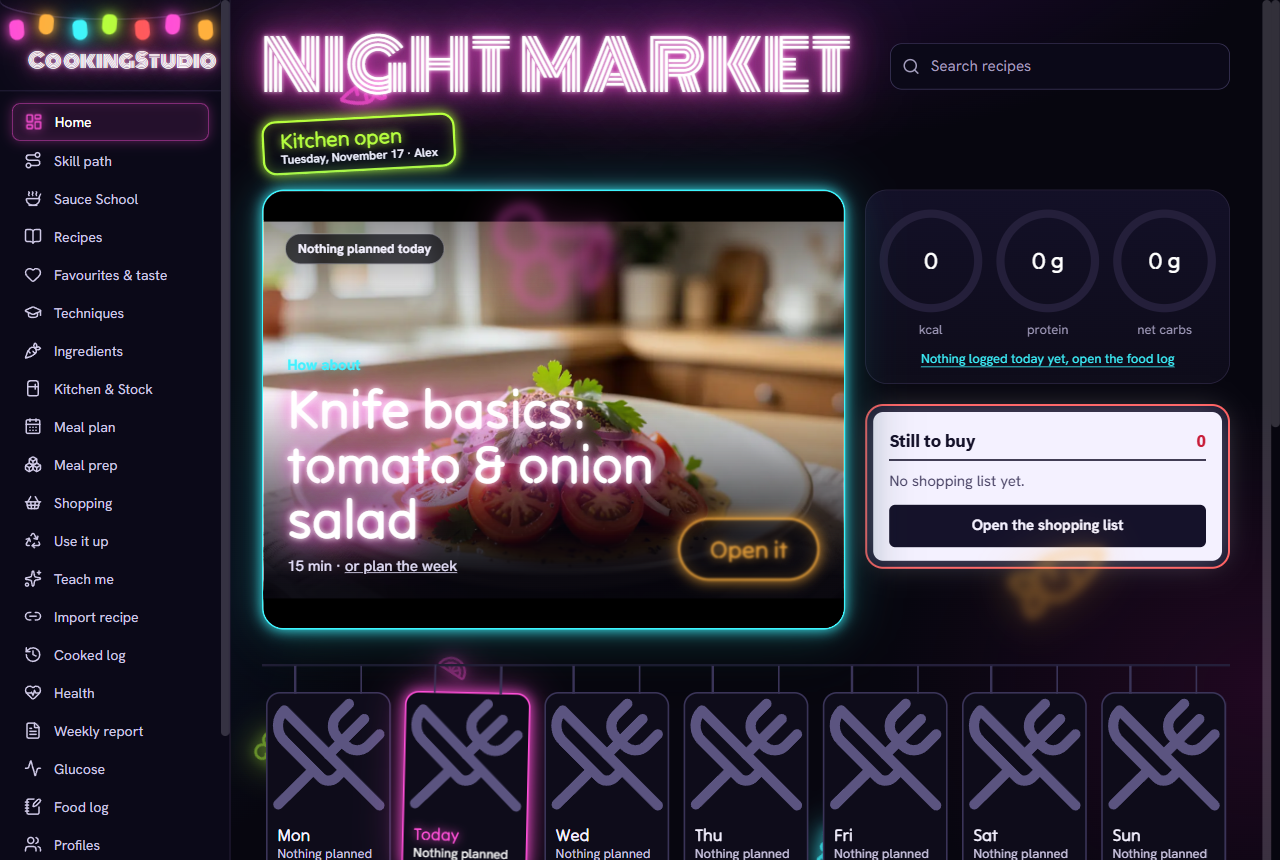 CookingStudio
Home
Skill path
Sauce School
Recipes
Favourites & taste
Techniques
Ingredients
Kitchen & Stock
Meal plan
Meal prep
Shopping
Use it up
Teach me
Import recipe
Cooked log
Health
Weekly report
Glucose
Food log
Profiles
NIGHT MARKET
Search recipes
Kitchen open
Tuesday, November 17 · Alex
Nothing planned today
How about
Knife basics:
tomato & onion
salad
15 min · or plan the week
Open it
0
0 g
0 g
kcal
protein
net carbs
Nothing logged today yet, open the food log
Still to buy
0
No shopping list yet.
Open the shopping list
Mon
Nothing planned
Today
Nothing planned
Wed
Nothing planned
Thu
Nothing planned
Fri
Nothing planned
Sat
Nothing planned
Sun
Nothing planned